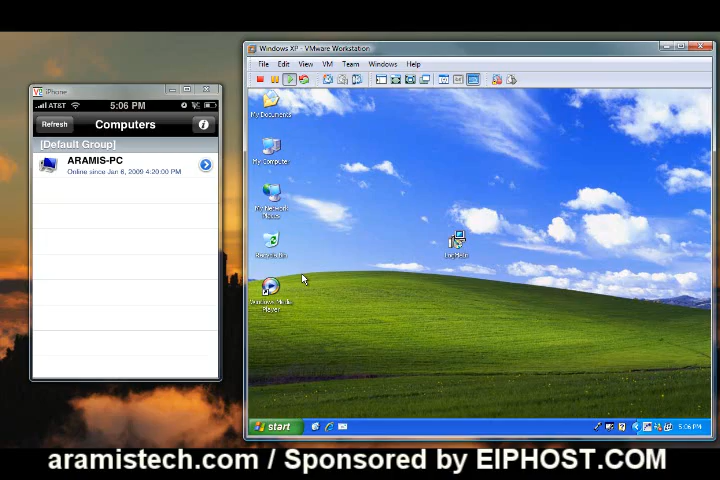 Windows XP - VMware Workstation
File Edit View VM Team Windows Help
iPhone
AT&T 5:06 PM
Refresh Computers
[Default Group]
ARAMIS-PC
Online since Jan 6, 2009 4:20:00 PM
My Documents
My Computer
My Network
Places
Recycle Bin
LogMeIn
Windows Media
Player
start
5:06 PM
aramistech.com / Sponsored by EIPHOST.COM